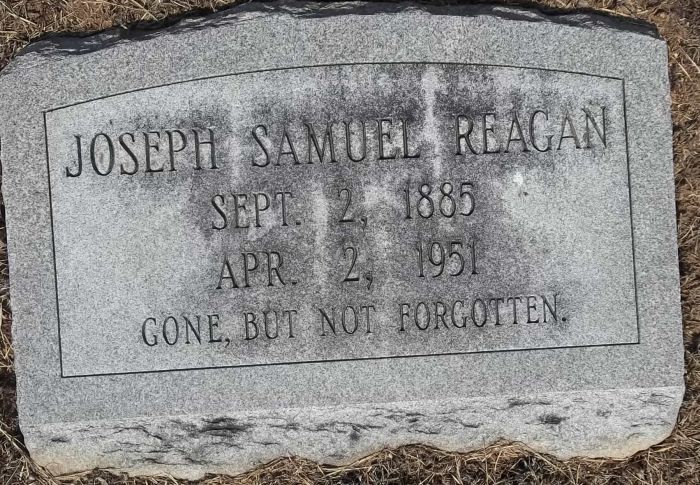 JOSEPH SAMUEL REAGAN
SEPT. 2, 1885
APR. 2, 1951
GONE, BUT NOT FORGOTTEN.